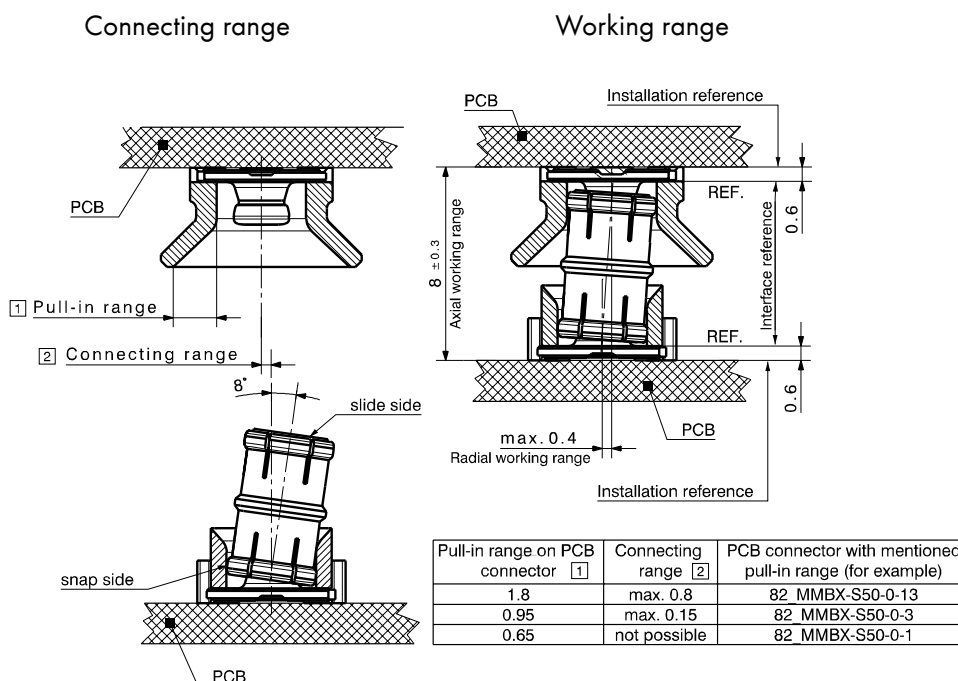 Connecting range
Working range
PCB
PCB
1 Pull-in range
2 Connecting range
8°
slide side
snap side
PCB
PCB
Installation reference
REF.
0.6
8 ±0.3
Axial working range
Interface reference
REF.
0.6
PCB
max. 0.4
Radial working range
Installation reference
Pull-in range on PCB connector 1 Connecting range 2 PCB connector with mentioned pull-in range (for example)
1.8 max. 0.8 82_MMBX-S50-0-13
0.95 max. 0.15 82_MMBX-S50-0-3
0.65 not possible 82_MMBX-S50-0-1